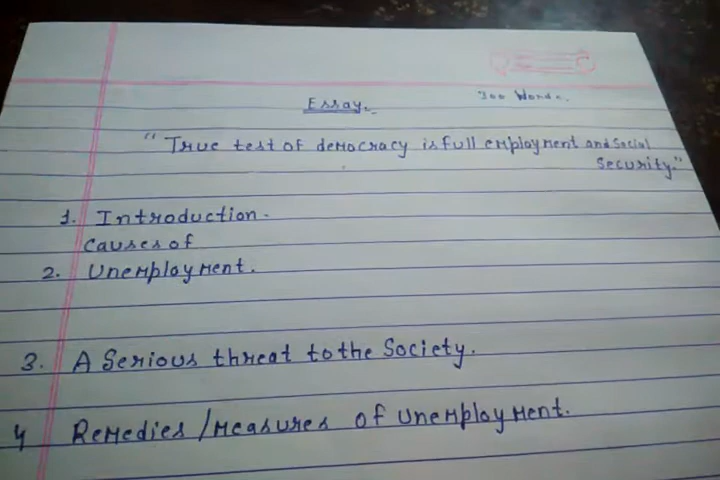 300 Words.
Essay.
"True test of democracy is full employment and Social
Security."
1. Introduction.
Causes of
2. Unemployment.
3. A Serious threat to the Society.
4 Remedies/Measures of unemployment.